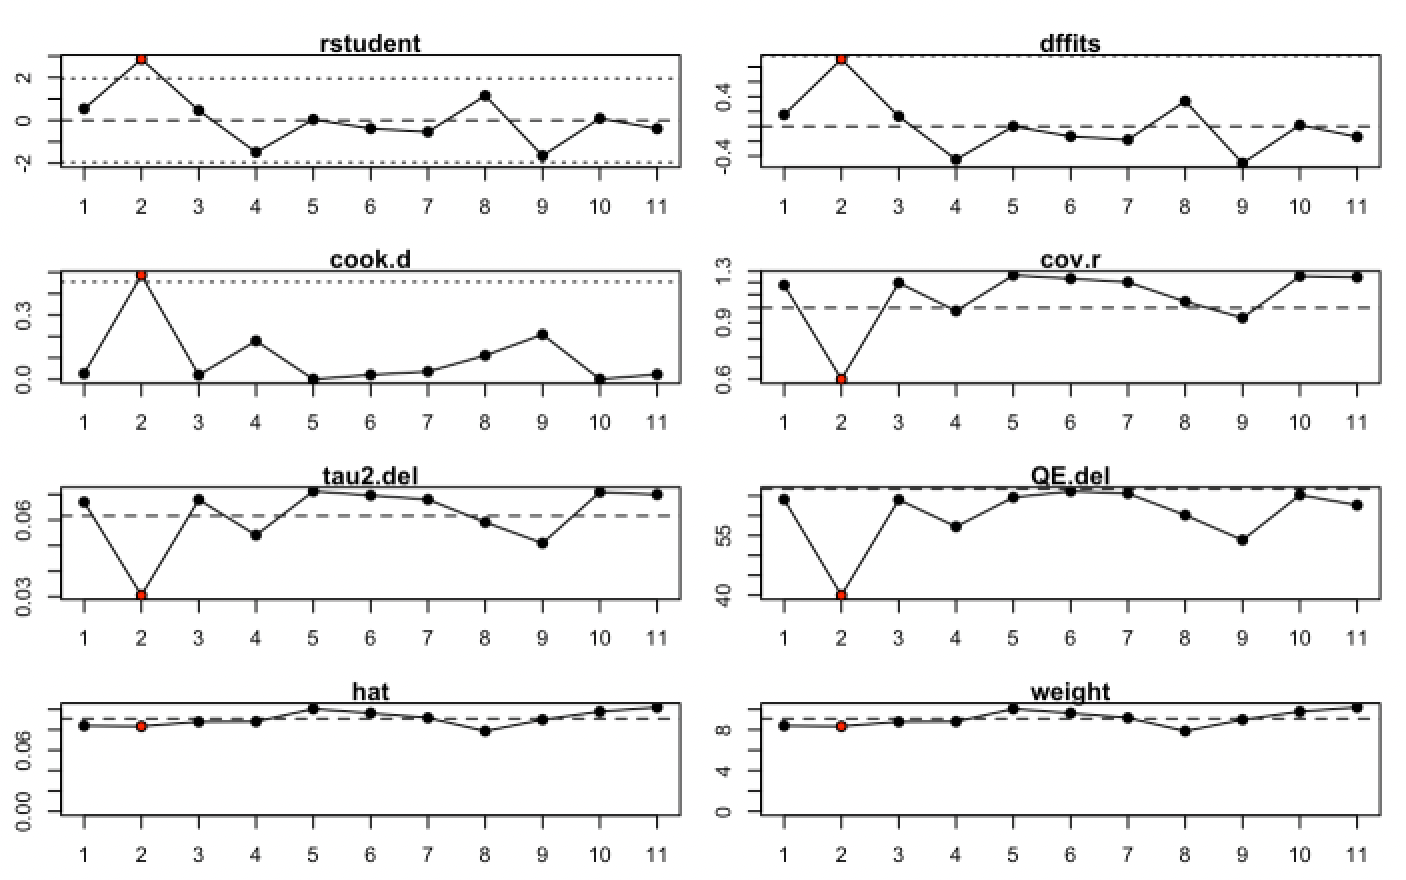 rstudent
2
0
-2
1 2 3 4 5 6 7 8 9 10 11
dffits
0.4
-0.4
1 2 3 4 5 6 7 8 9 10 11
cook.d
0.3
0.0
1 2 3 4 5 6 7 8 9 10 11
cov.r
1.3
0.9
0.6
1 2 3 4 5 6 7 8 9 10 11
tau2.del
0.06
0.03
1 2 3 4 5 6 7 8 9 10 11
QE.del
55
40
1 2 3 4 5 6 7 8 9 10 11
hat
0.06
0.00
1 2 3 4 5 6 7 8 9 10 11
weight
8
4
0
1 2 3 4 5 6 7 8 9 10 11